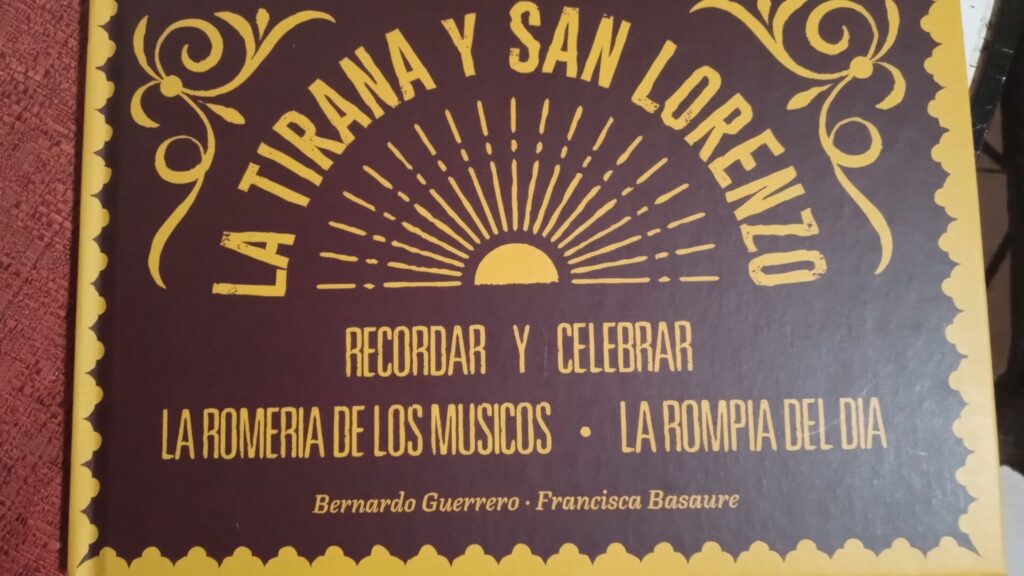 LA TIRANA Y SAN LORENZO
RECORDAR Y CELEBRAR
LA ROMERIA DE LOS MUSICOS • LA ROMPIA DEL DIA
Bernardo Guerrero · Francisca Basaure